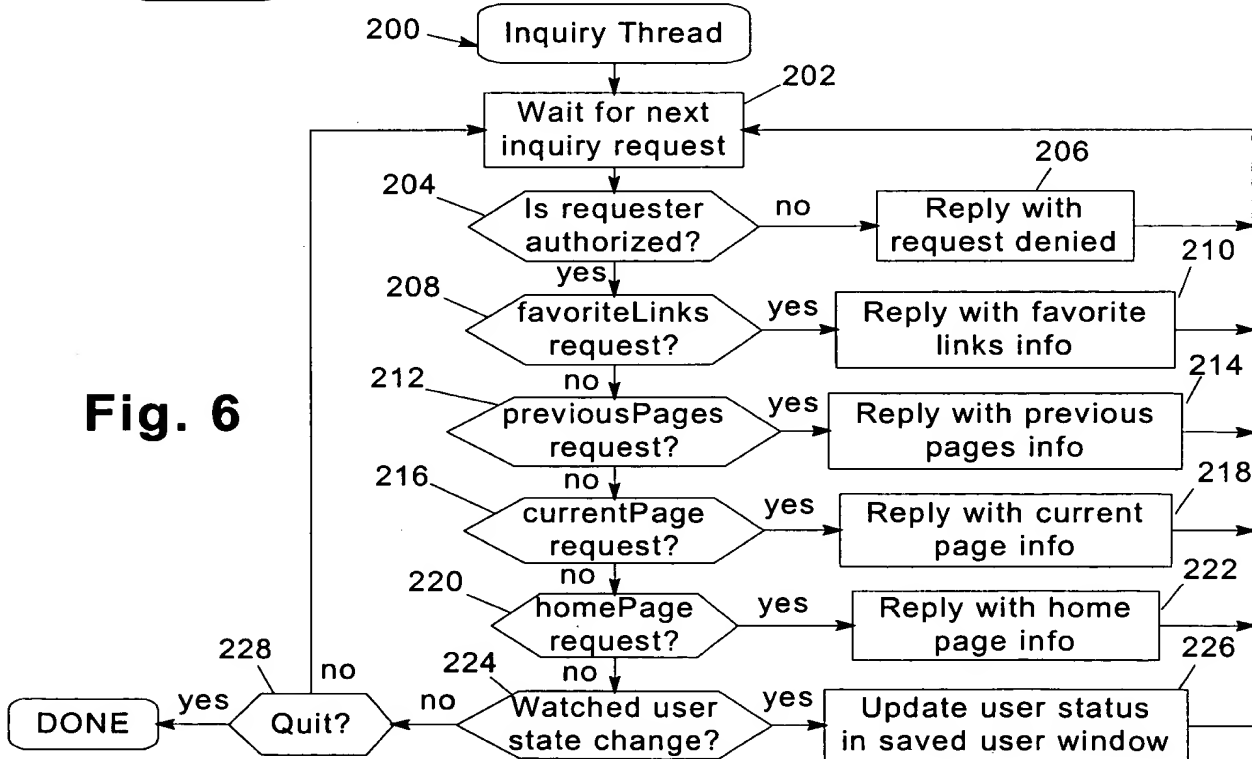 200
Inquiry Thread
202
Wait for next
inquiry request
204
Is requester
authorized?
no
206
Reply with
request denied
yes
208
favoriteLinks
request?
yes
210
Reply with favorite
links info
no
Fig. 6
212
previousPages
request?
yes
214
Reply with previous
pages info
no
216
currentPage
request?
yes
218
Reply with current
page info
no
220
homePage
request?
yes
222
Reply with home
page info
no
224
Watched user
state change?
yes
226
Update user status
in saved user window
no
228
Quit?
no
yes
DONE